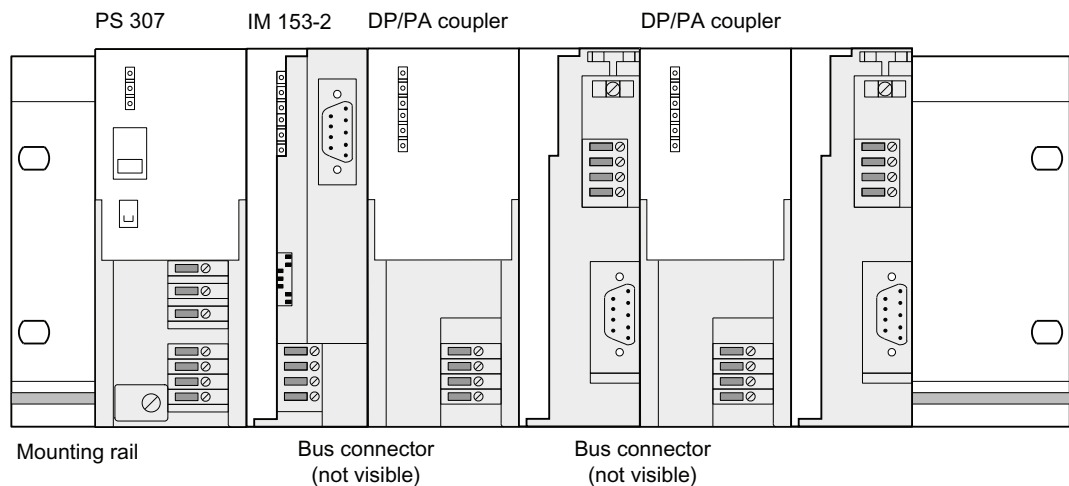 PS 307
IM 153-2
DP/PA coupler
DP/PA coupler
Mounting rail
Bus connector
(not visible)
Bus connector
(not visible)